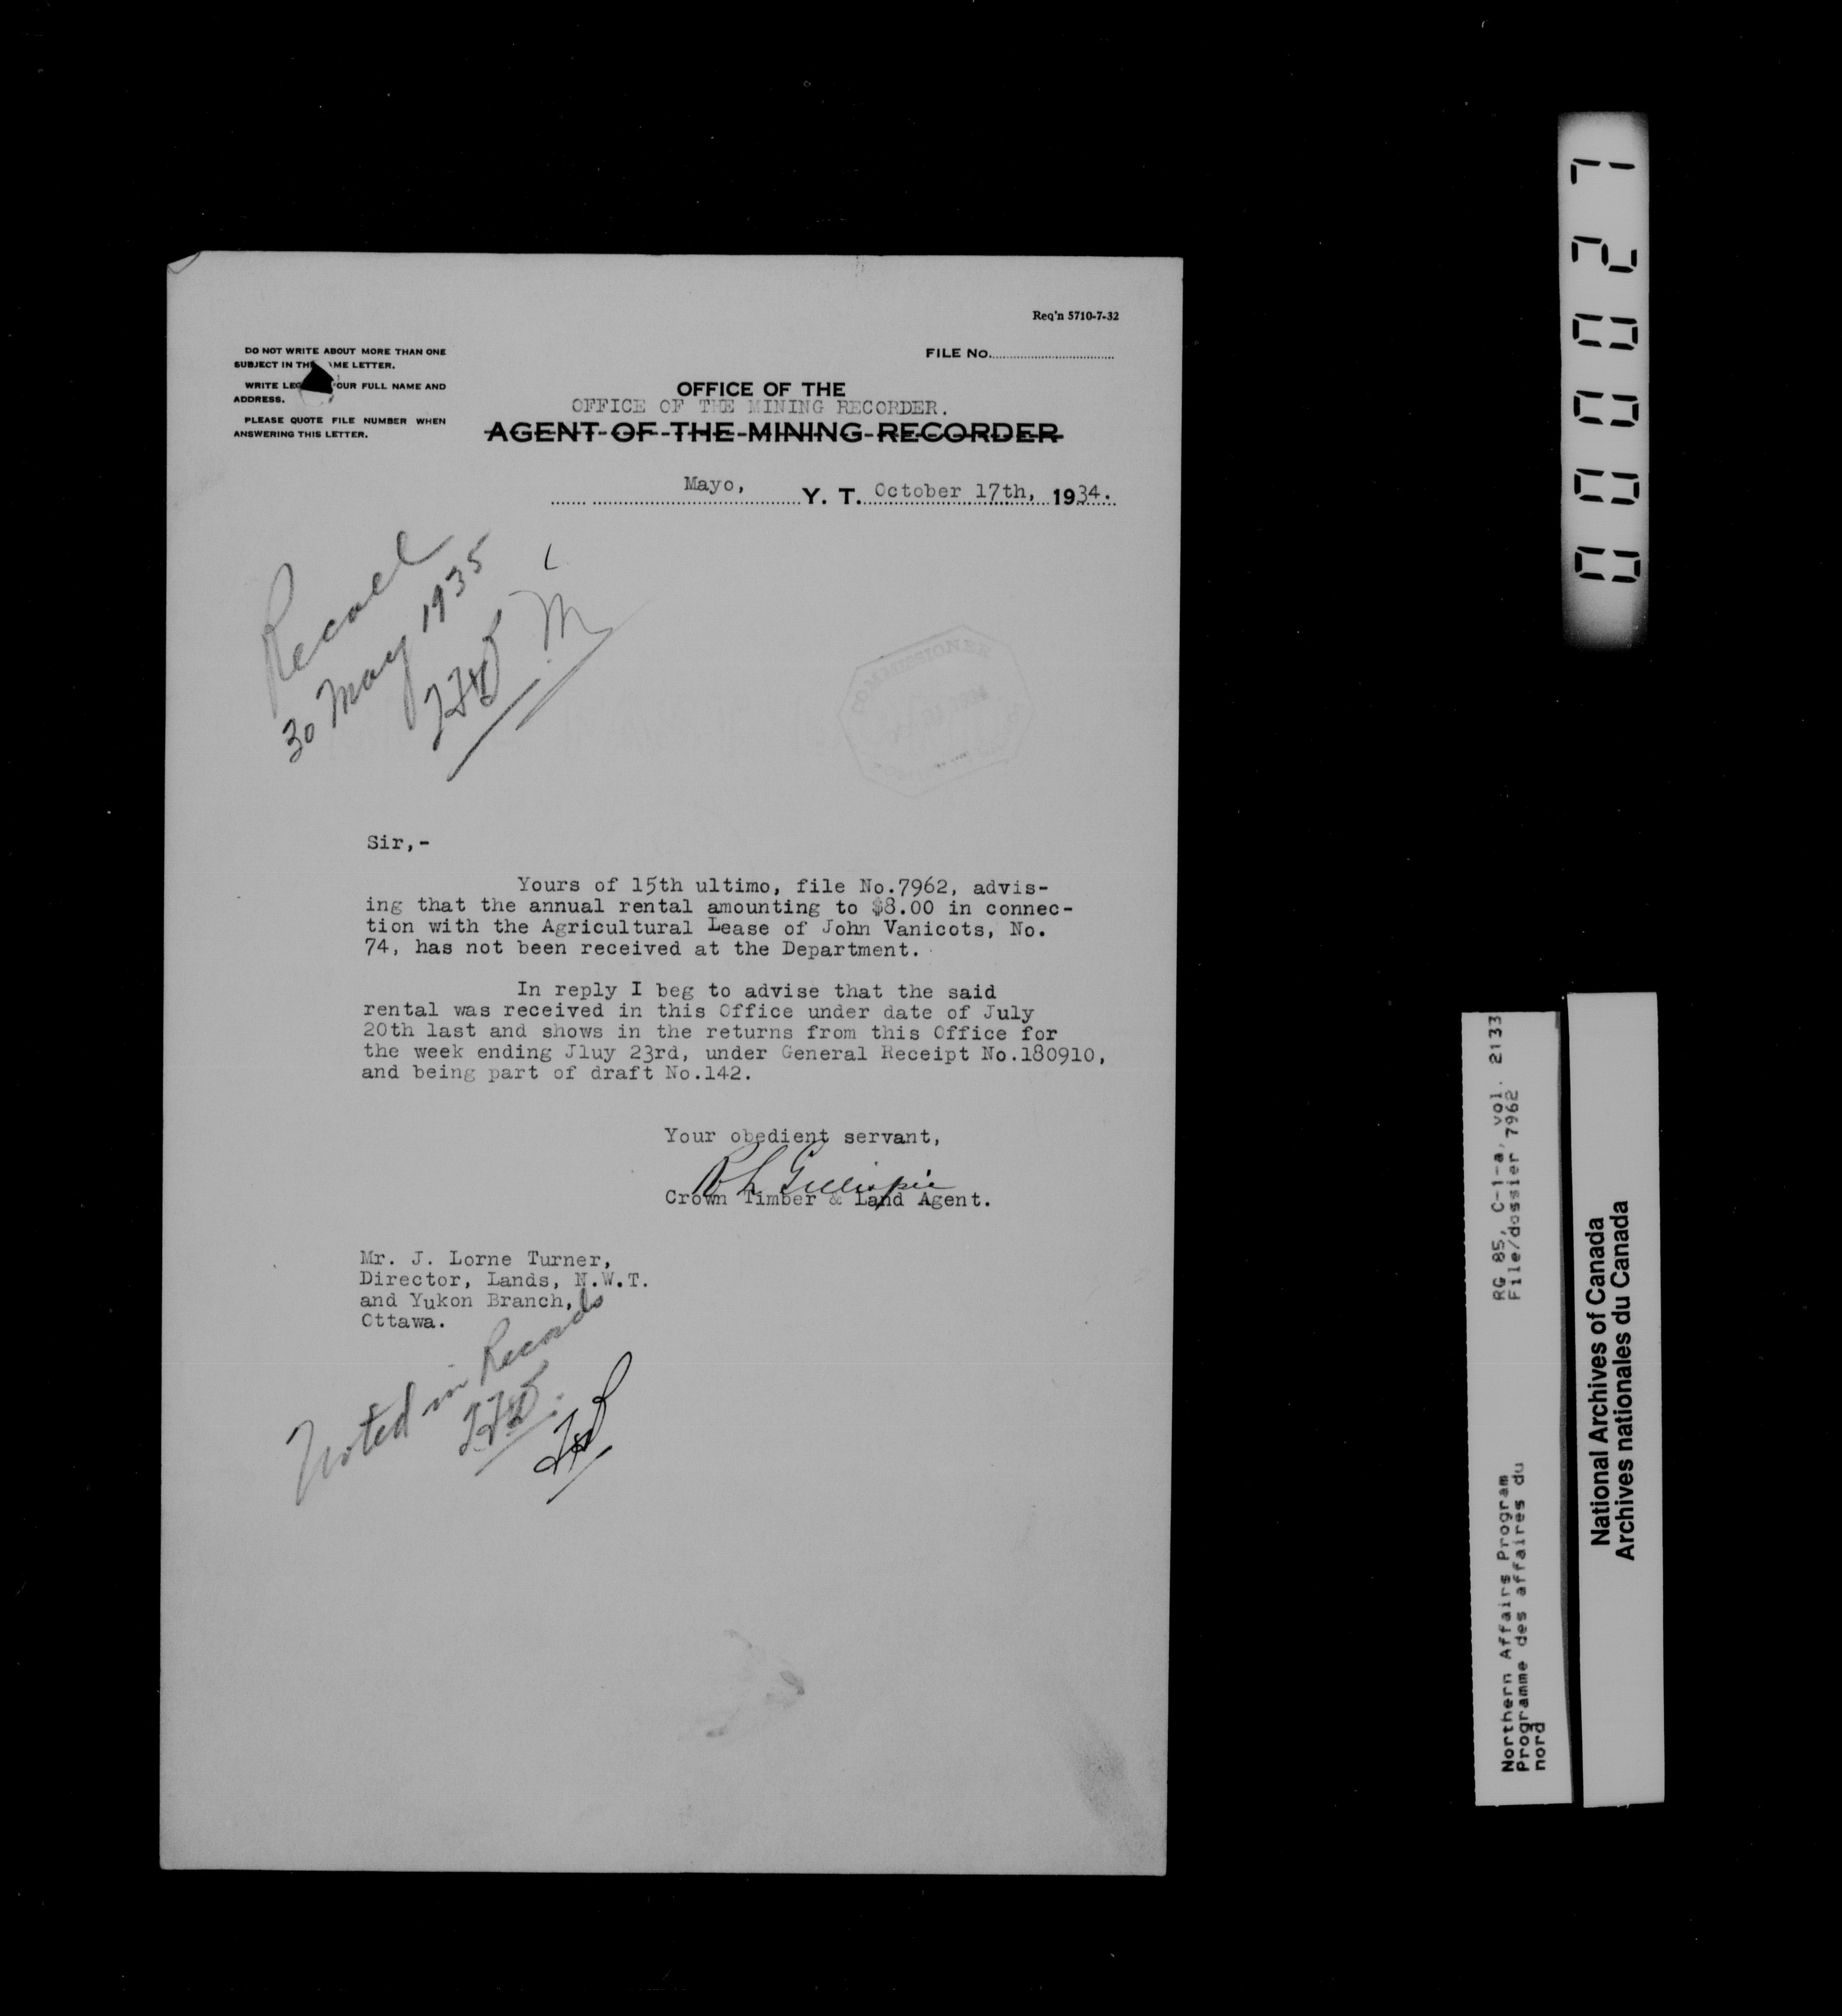 Req'n 5710-7-32
DO NOT WRITE ABOUT MORE THAN ONE
SUBJECT IN THE ME LETTER.
WRITE YOUR FULL NAME AND
ADDRESS.
PLEASE QUOTE FILE NUMBER WHEN
ANSWERING THIS LETTER.
FILE No.
OFFICE OF THE
OFFICE OF THE MINING RECORDER.
AGENT-OF-THE-MINING-RECORDER
Mayo, Y. T. October 17th, 1934.
Recall
30 May 1935
COMMISSIONER
Sir,-
Yours of 15th ultimo, file No.7962, advis-
ing that the annual rental amounting to $8.00 in connec-
tion with the Agricultural Lease of John Vanicots, No.
74, has not been received at the Department.
In reply I beg to advise that the said
rental was received in this Office under date of July
20th last and shows in the returns from this Office for
the week ending Jluy 23rd, under General Receipt No.180910,
and being part of draft No.142.
Your obedient servant,
R L Gillespie
Crown Timber & Land Agent.
Mr. J. Lorne Turner,
Director, Lands, N.W.T.
and Yukon Branch,
Ottawa.
Noted in Records
000027
RG 85, C-1-a, vol. 2133
File/dossier 7962
Northern Affairs Program
Programme des affaires du
nord
National Archives of Canada
Archives nationales du Canada